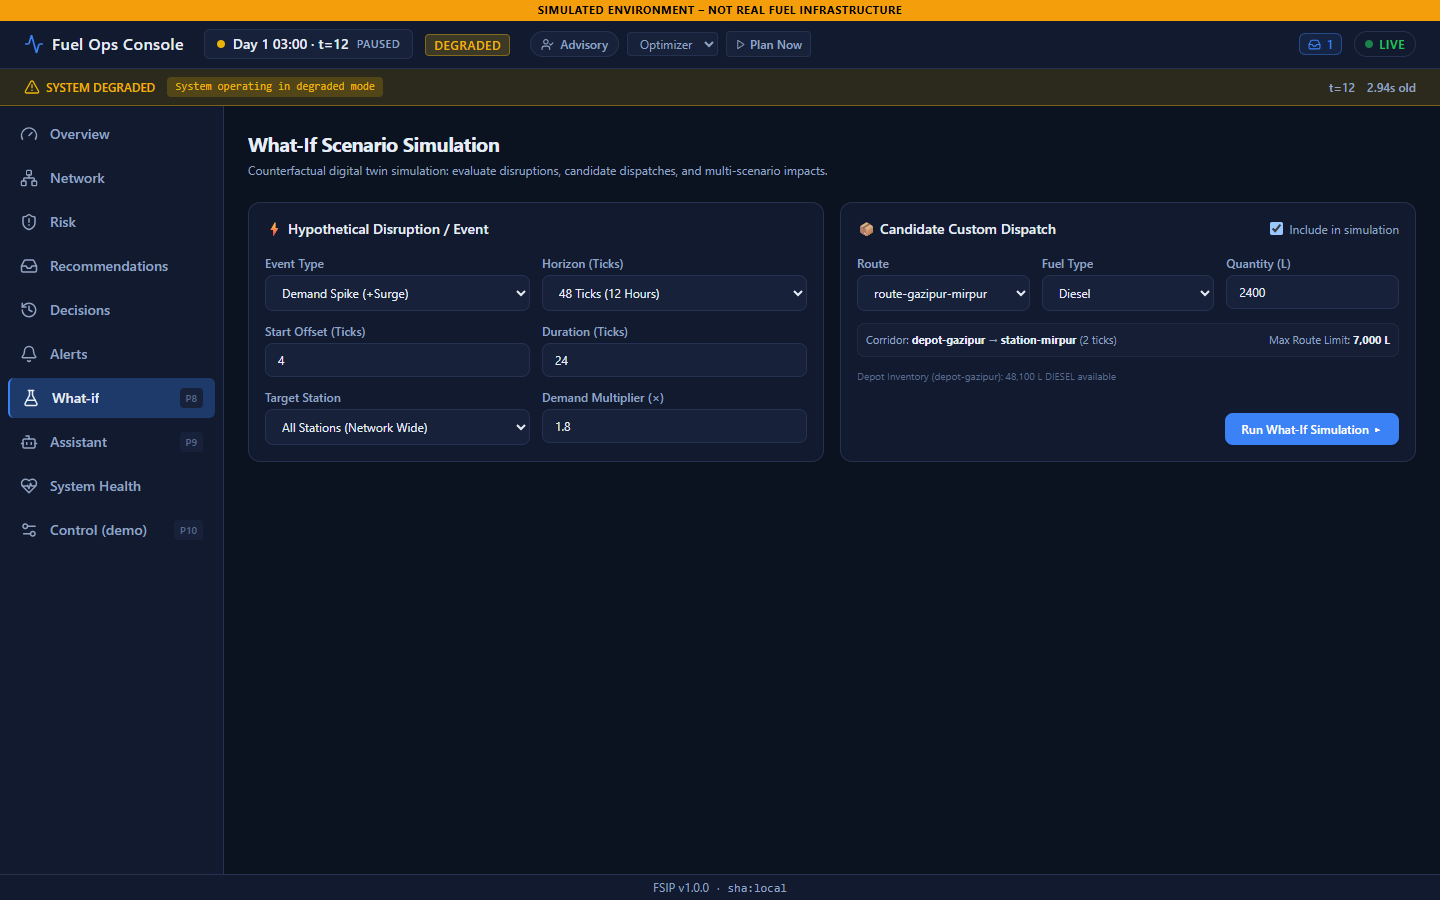 SIMULATED ENVIRONMENT – NOT REAL FUEL INFRASTRUCTURE
Fuel Ops Console
Day 1 03:00 · t=12 PAUSED
DEGRADED
Advisory
Optimizer
Plan Now
1
LIVE
SYSTEM DEGRADED
System operating in degraded mode
t=12 2.94s old
Overview
Network
Risk
Recommendations
Decisions
Alerts
What-if P8
Assistant P9
System Health
Control (demo) P10
What-If Scenario Simulation
Counterfactual digital twin simulation: evaluate disruptions, candidate dispatches, and multi-scenario impacts.
Hypothetical Disruption / Event
Event Type
Demand Spike (+Surge)
Horizon (Ticks)
48 Ticks (12 Hours)
Start Offset (Ticks)
4
Duration (Ticks)
24
Target Station
All Stations (Network Wide)
Demand Multiplier (×)
1.8
Candidate Custom Dispatch
Include in simulation
Route
route-gazipur-mirpur
Fuel Type
Diesel
Quantity (L)
2400
Corridor: depot-gazipur → station-mirpur (2 ticks)
Max Route Limit: 7,000 L
Depot Inventory (depot-gazipur): 48,100 L DIESEL available
Run What-If Simulation ►
FSIP v1.0.0 · sha:local